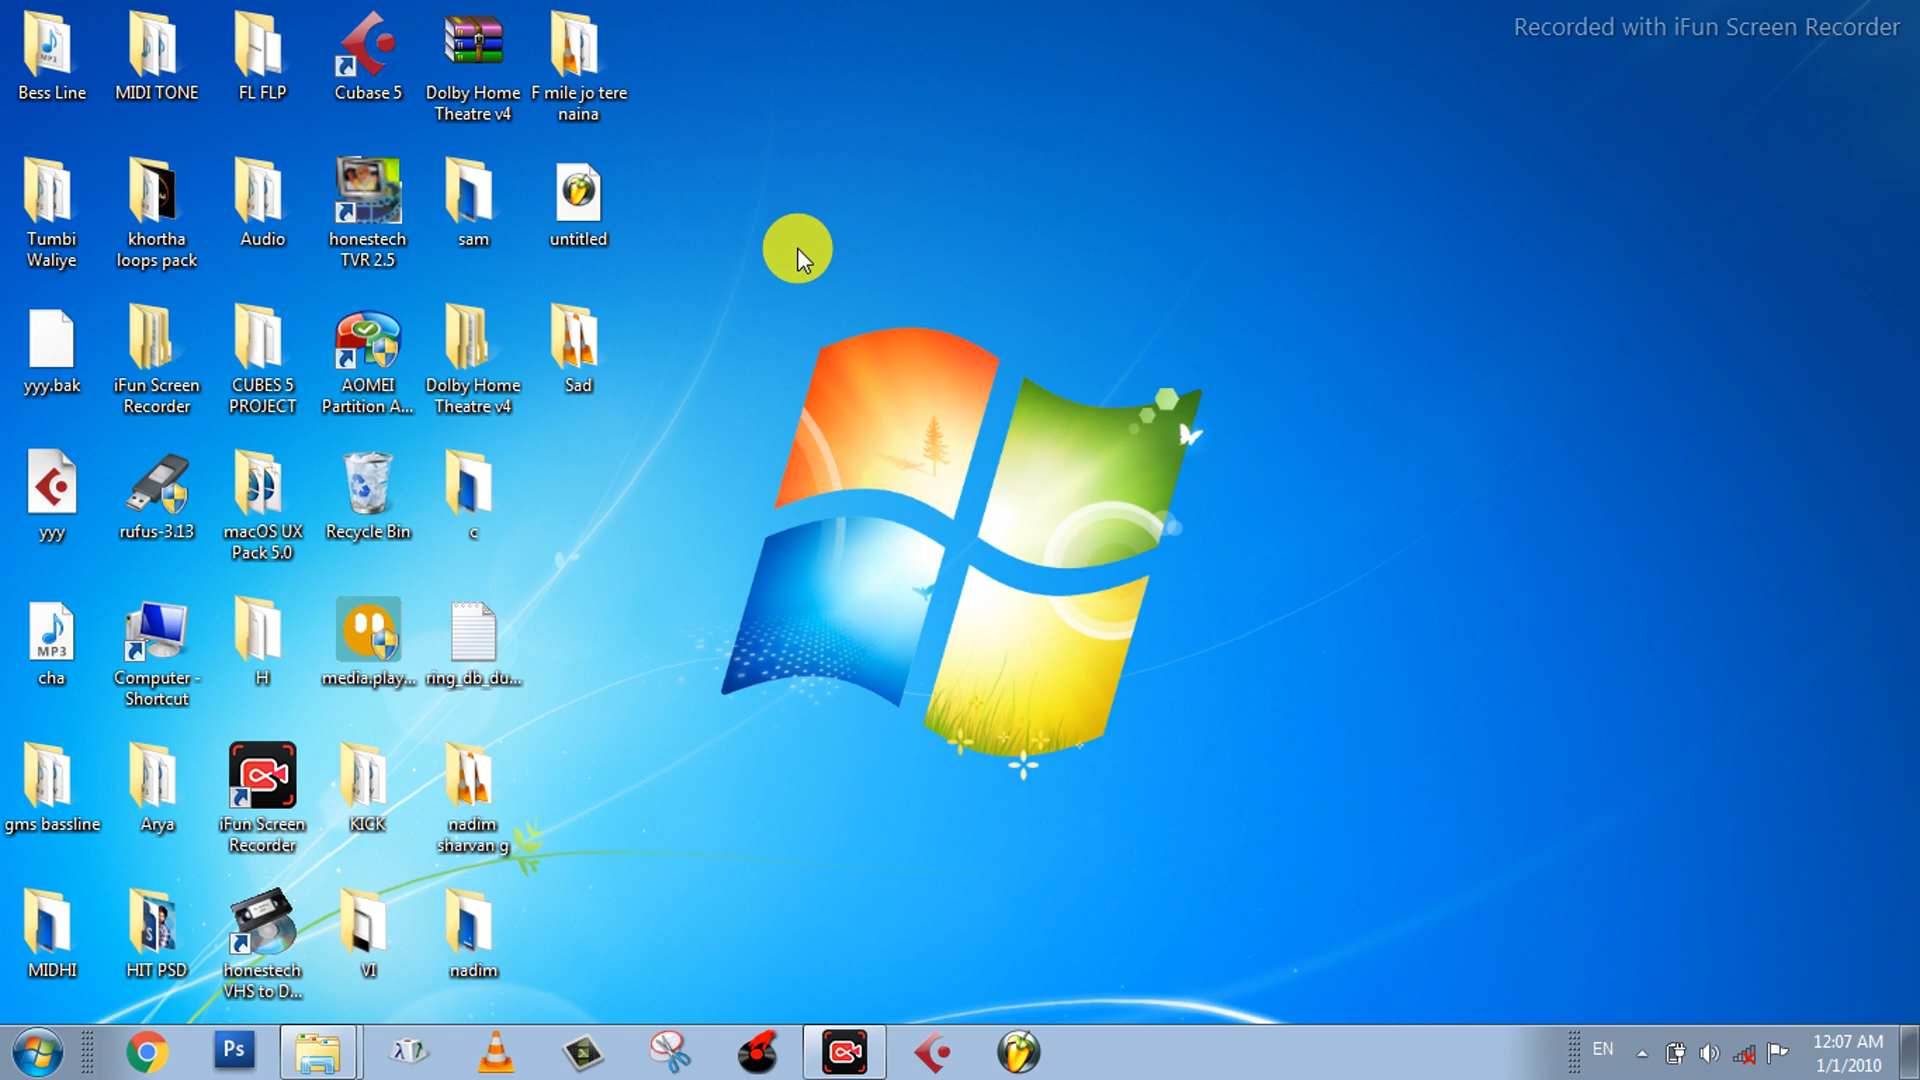 Recorded with iFun Screen Recorder
Bess Line
MIDI TONE
FL FLP
Cubase 5
Dolby Home
Theatre v4
F mile jo tere
naina
Tumbi
Waliye
khortha
loops pack
Audio
honestech
TVR 2.5
sam
untitled
yyy.bak
iFun Screen
Recorder
CUBES 5
PROJECT
AOMEI
Partition A...
Dolby Home
Theatre v4
Sad
yyy
rufus-3.13
macOS UX
Pack 5.0
Recycle Bin
c
MP3
cha
Computer -
Shortcut
H
media.play...
ring_db_du...
gms bassline
Arya
iFun Screen
Recorder
KICK
nadim
sharvan g
MIDHI
HIT PSD
honestech
VHS to D...
VI
nadim
Ps
EN
12:07 AM
1/1/2010